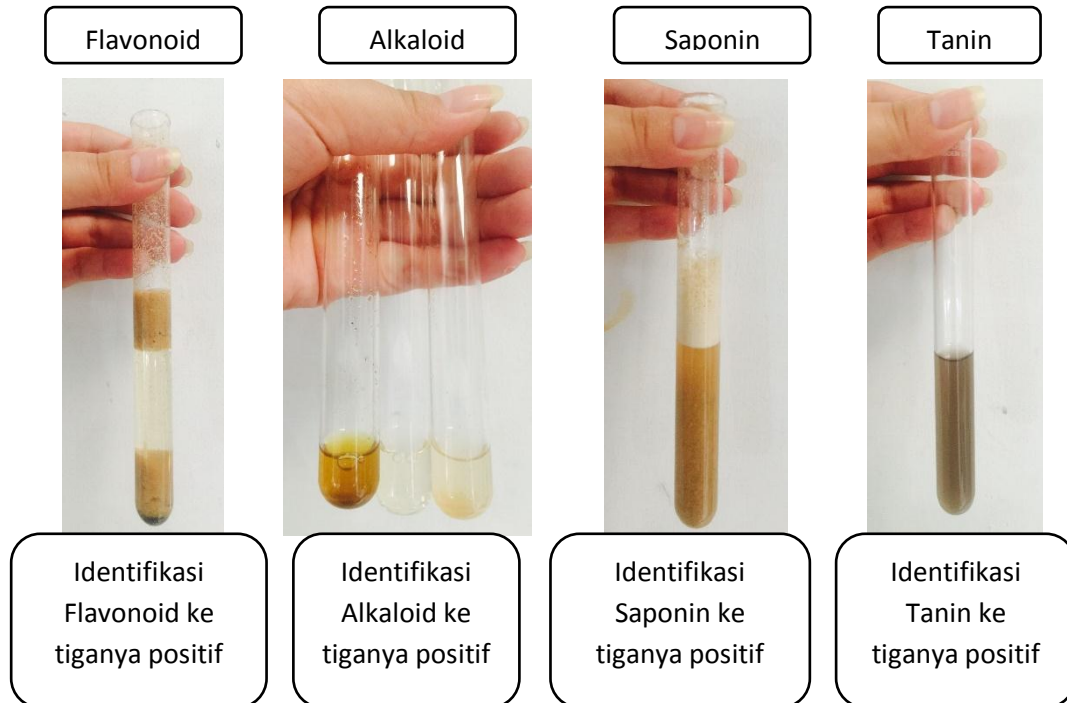 Flavonoid
Alkaloid
Saponin
Tanin
Identifikasi
Flavonoid ke
tiganya positif
Identifikasi
Alkaloid ke
tiganya positif
Identifikasi
Saponin ke
tiganya positif
Identifikasi
Tanin ke
tiganya positif